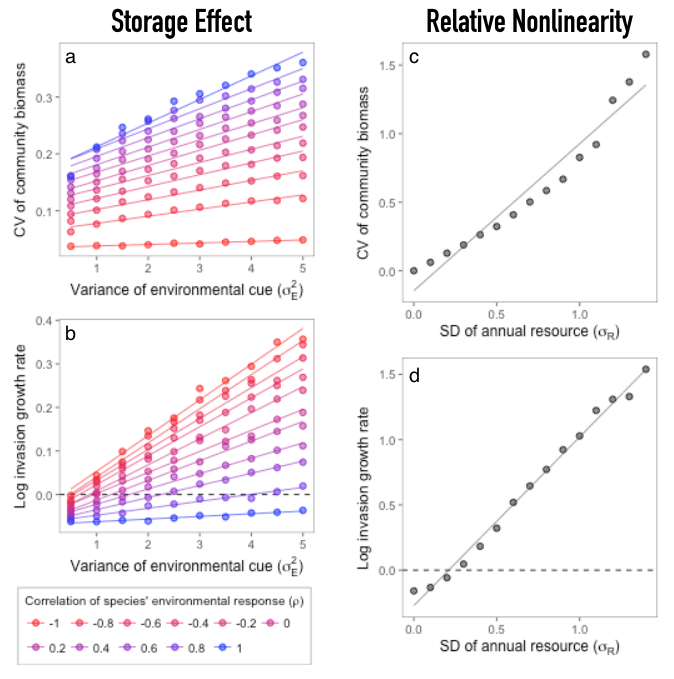 Storage Effect
Relative Nonlinearity
a
CV of community biomass
0.3
0.2
0.1
1 2 3 4 5
Variance of environmental cue (σ²E)
b
Log invasion growth rate
0.4
0.3
0.2
0.1
0.0
1 2 3 4 5
Variance of environmental cue (σ²E)
Correlation of species' environmental response (ρ)
-1 -0.8 -0.6 -0.4 -0.2 0
0.2 0.4 0.6 0.8 1
c
CV of community biomass
1.5
1.0
0.5
0.0
0.0 0.5 1.0
SD of annual resource (σR)
d
Log invasion growth rate
1.5
1.0
0.5
0.0
0.0 0.5 1.0
SD of annual resource (σR)